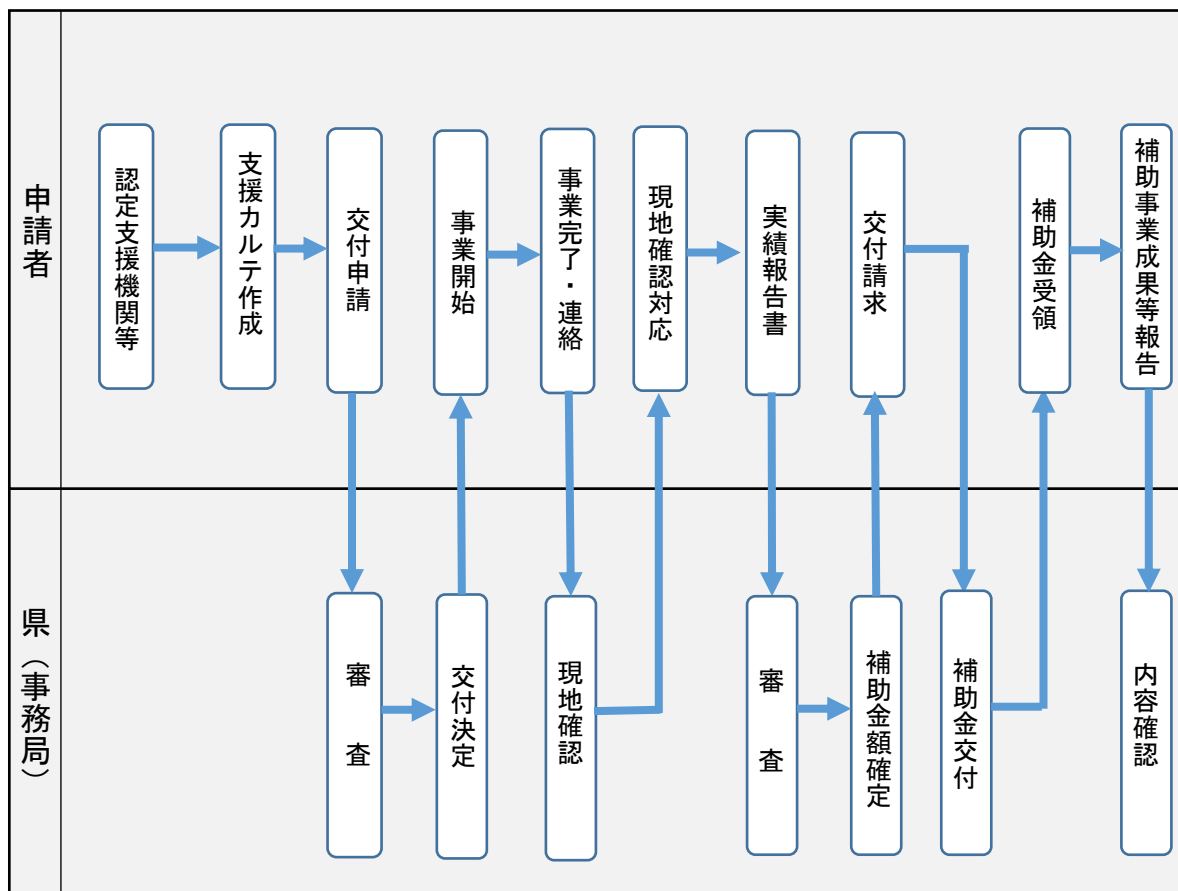 申請者
認定支援機関等
支援カルテ作成
交付申請
事業開始
事業完了・連絡
現地確認対応
実績報告書
交付請求
補助金受領
補助事業成果等報告
県（事務局）
審　査
交付決定
現地確認
審　査
補助金額確定
補助金交付
内容確認